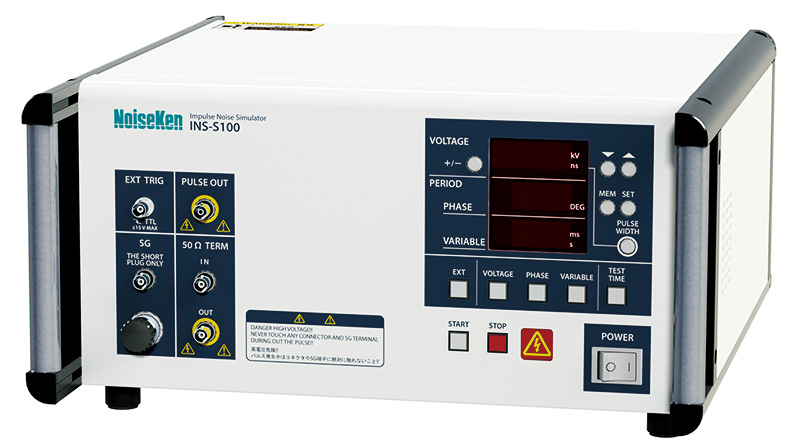 NoiseKen
Impulse Noise Simulator
INS-S100
EXT TRIG
TTL
±15 V MAX
PULSE OUT
SG
THE SHORT
PLUG ONLY
50 Ω TERM
IN
OUT
DANGER HIGH VOLTAGE!!
NEVER TOUCH ANY CONNECTOR AND SG TERMINAL
DURING OUT THE PULSE!!
高電圧危険!!
パルス発生中はコネクタやSG端子に絶対に触れないこと!!
VOLTAGE
+/−
kV
ns
PERIOD
PHASE
DEG
VARIABLE
ms
s
MEM SET
PULSE
WIDTH
EXT
VOLTAGE
PHASE
VARIABLE
TEST
TIME
START
STOP
POWER